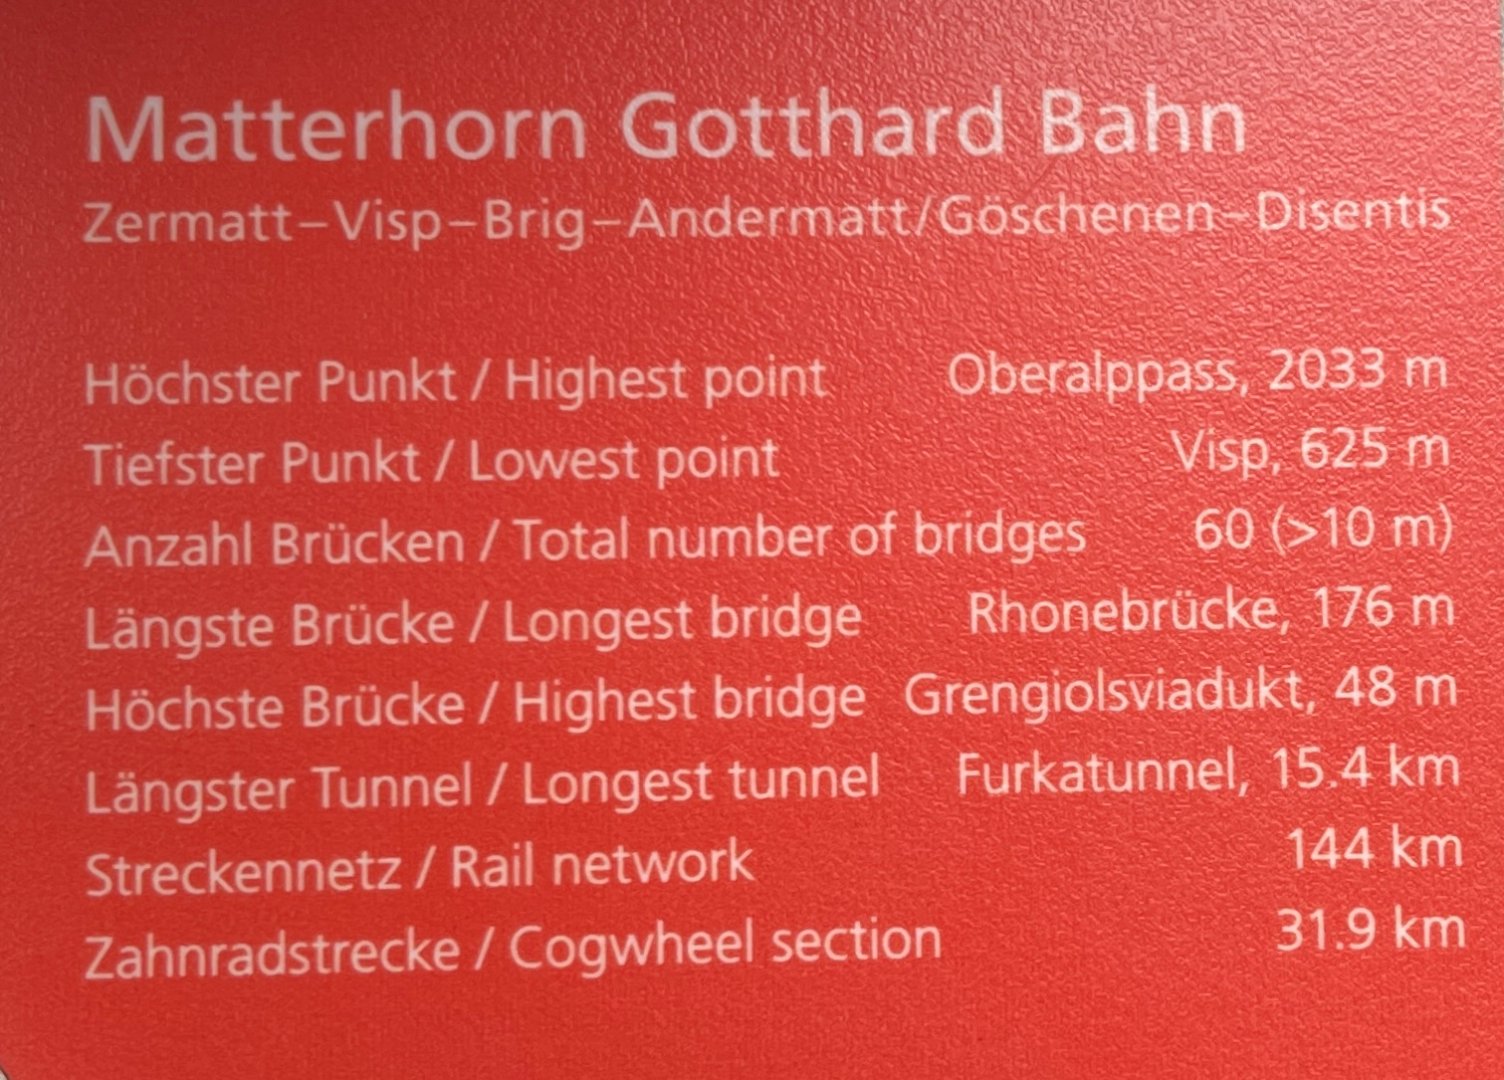 Matterhorn Gotthard Bahn
Zermatt–Visp–Brig–Andermatt/Göschenen–Disentis
Höchster Punkt / Highest point Oberalppass, 2033 m
Tiefster Punkt / Lowest point Visp, 625 m
Anzahl Brücken / Total number of bridges 60 (>10 m)
Längste Brücke / Longest bridge Rhonebrücke, 176 m
Höchste Brücke / Highest bridge Grengiolsviadukt, 48 m
Längster Tunnel / Longest tunnel Furkatunnel, 15.4 km
Streckennetz / Rail network 144 km
Zahnradstrecke / Cogwheel section 31.9 km